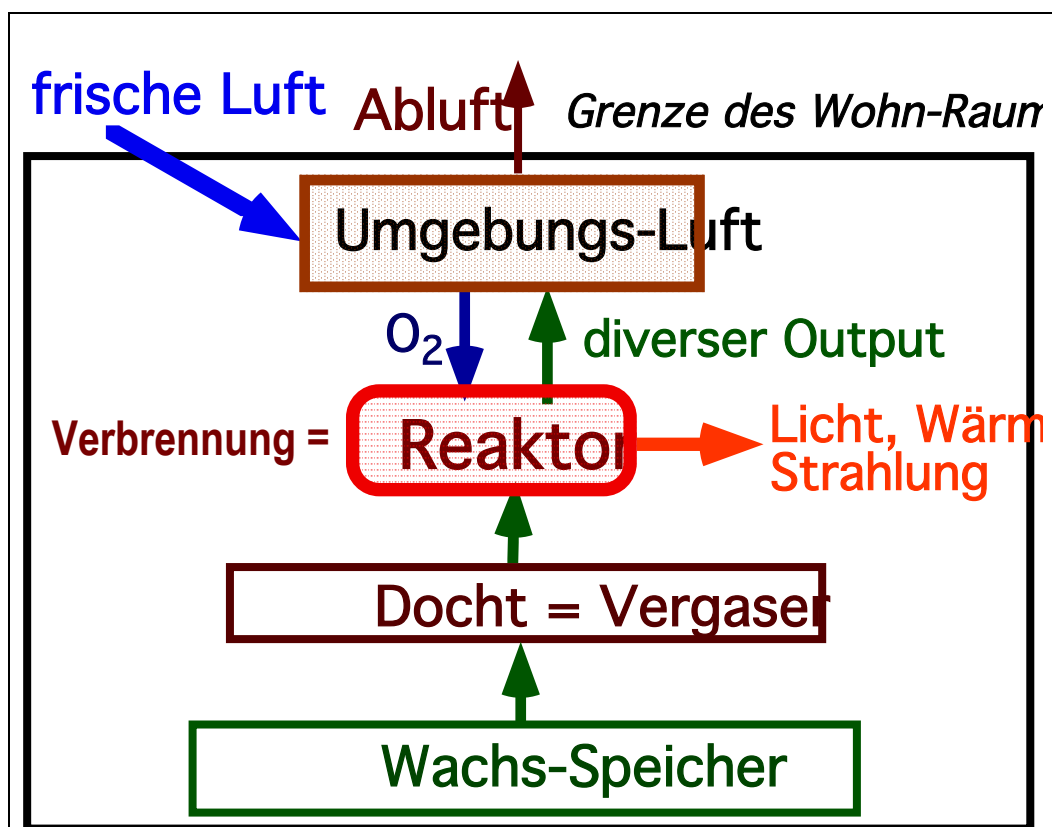 frische Luft
Abluft
Grenze des Wohn-Raum
Umgebungs-Luft
O₂
diverser Output
Verbrennung =
Reaktor
Licht, Wärm
Strahlung
Docht = Vergaser
Wachs-Speicher